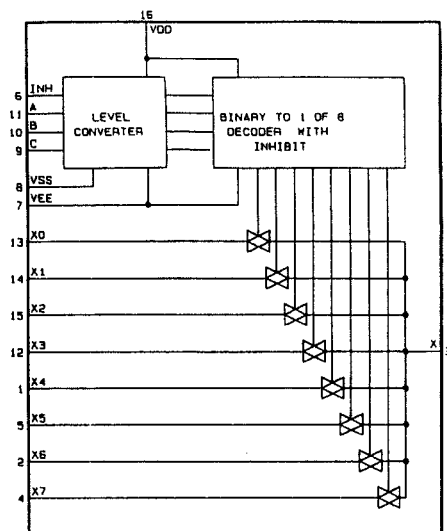 16
VDD
6 INH
11 A
10 B
9 C
LEVEL
CONVERTER
BINARY TO 1 OF 8
DECODER WITH
INHIBIT
8 VSS
7 VEE
13 X0
14 X1
15 X2
12 X3
X
1 X4
5 X5
2 X6
4 X7